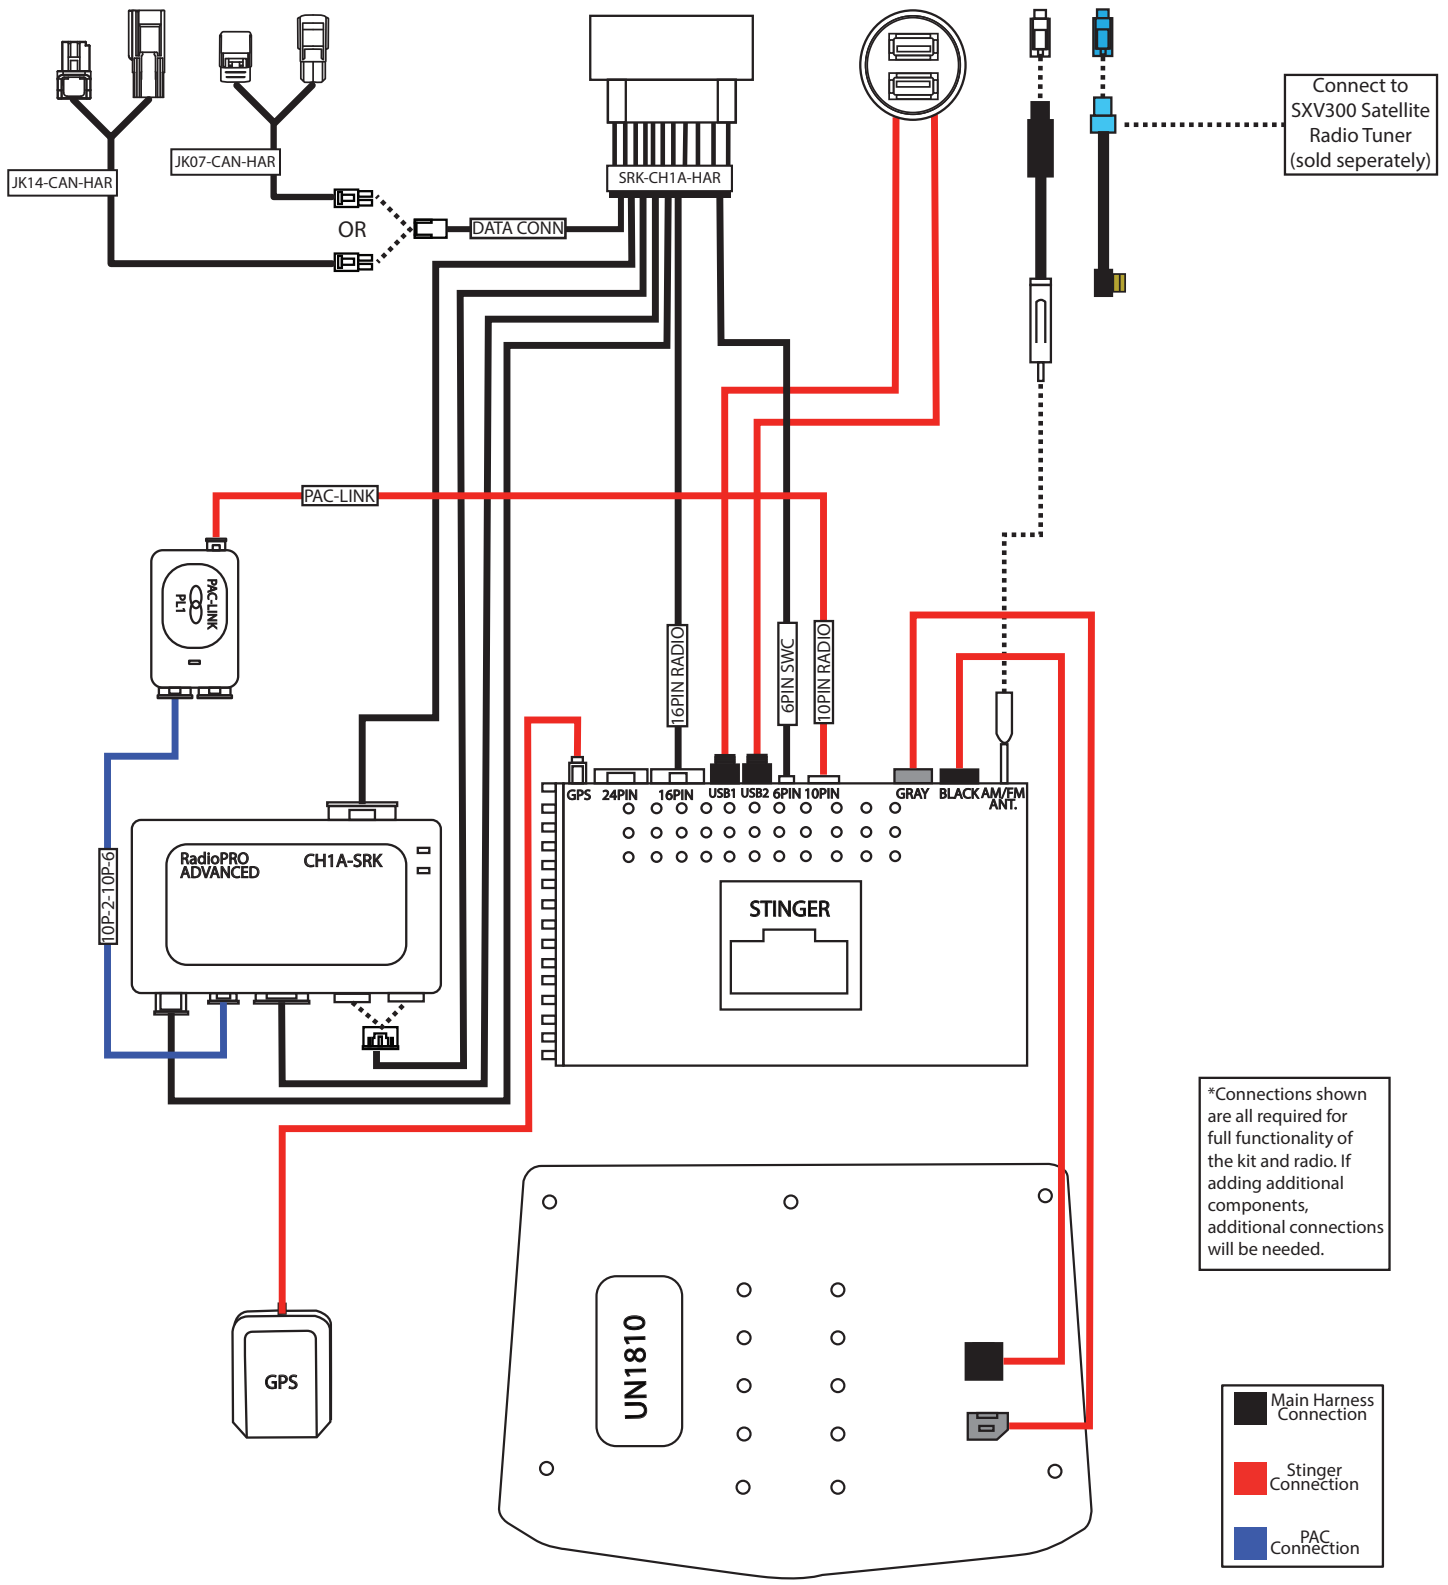 Connect to
SXV300 Satellite
Radio Tuner
(sold seperately)
JK07-CAN-HAR
JK14-CAN-HAR
SRK-CH1A-HAR
OR
DATA CONN
PAC-LINK
PAC-LINK
PL1
16PIN RADIO
6PIN SWC
10PIN RADIO
GPS
24PIN
16PIN
USB1
USB2
6PIN
10PIN
GRAY
BLACK
AM/FM
ANT.
RadioPRO
ADVANCED
CH1A-SRK
10P-2-10P-6
STINGER
*Connections shown
are all required for
full functionality of
the kit and radio. If
adding additional
components,
additional connections
will be needed.
UN1810
GPS
Main Harness
Connection
Stinger
Connection
PAC
Connection